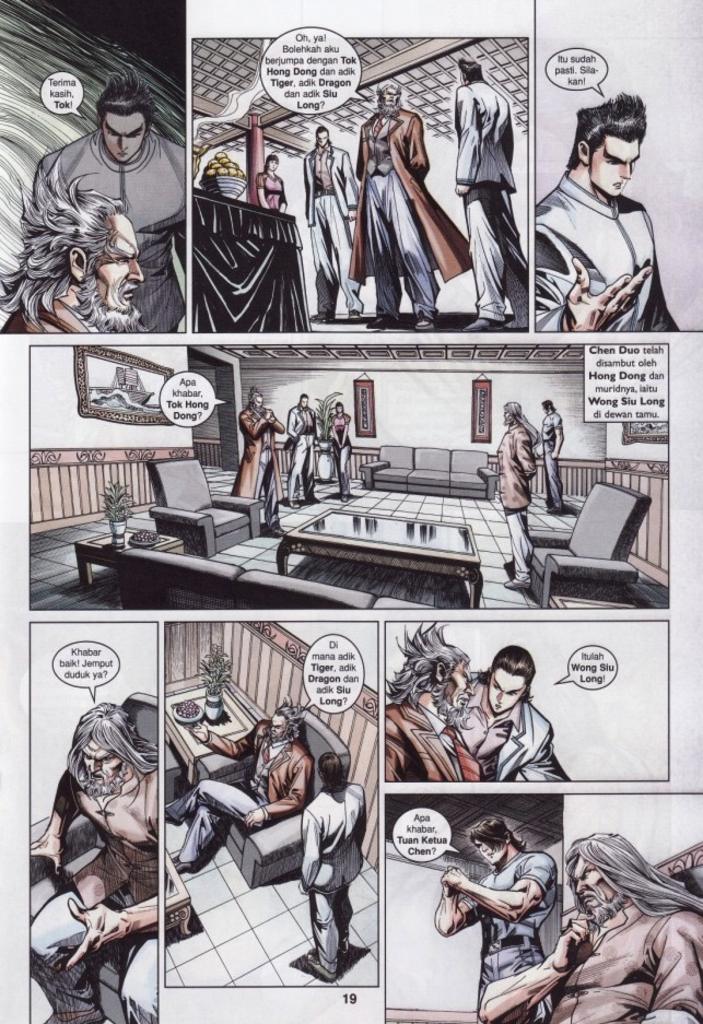 Terima
kasih,
Tok!
Oh, ya!
Bolehkah aku
berjumpa dengan Tok
Hong Dong dan adik
Tiger, adik Dragon
dan adik Siu
Long?
Itu sudah
pasti. Sila-
kan!
Apa
khabar,
Tok Hong
Dong?
Chen Duo telah
disambut oleh
Hong Dong dan
muridnya, iaitu
Wong Siu Long
di dewan tamu.
Khabar
baik! Jemput
duduk ya?
Di
mana adik
Tiger, adik
Dragon dan
adik Siu
Long?
Itulah
Wong Siu
Long!
Apa
khabar,
Tuan Ketua
Chen?
19